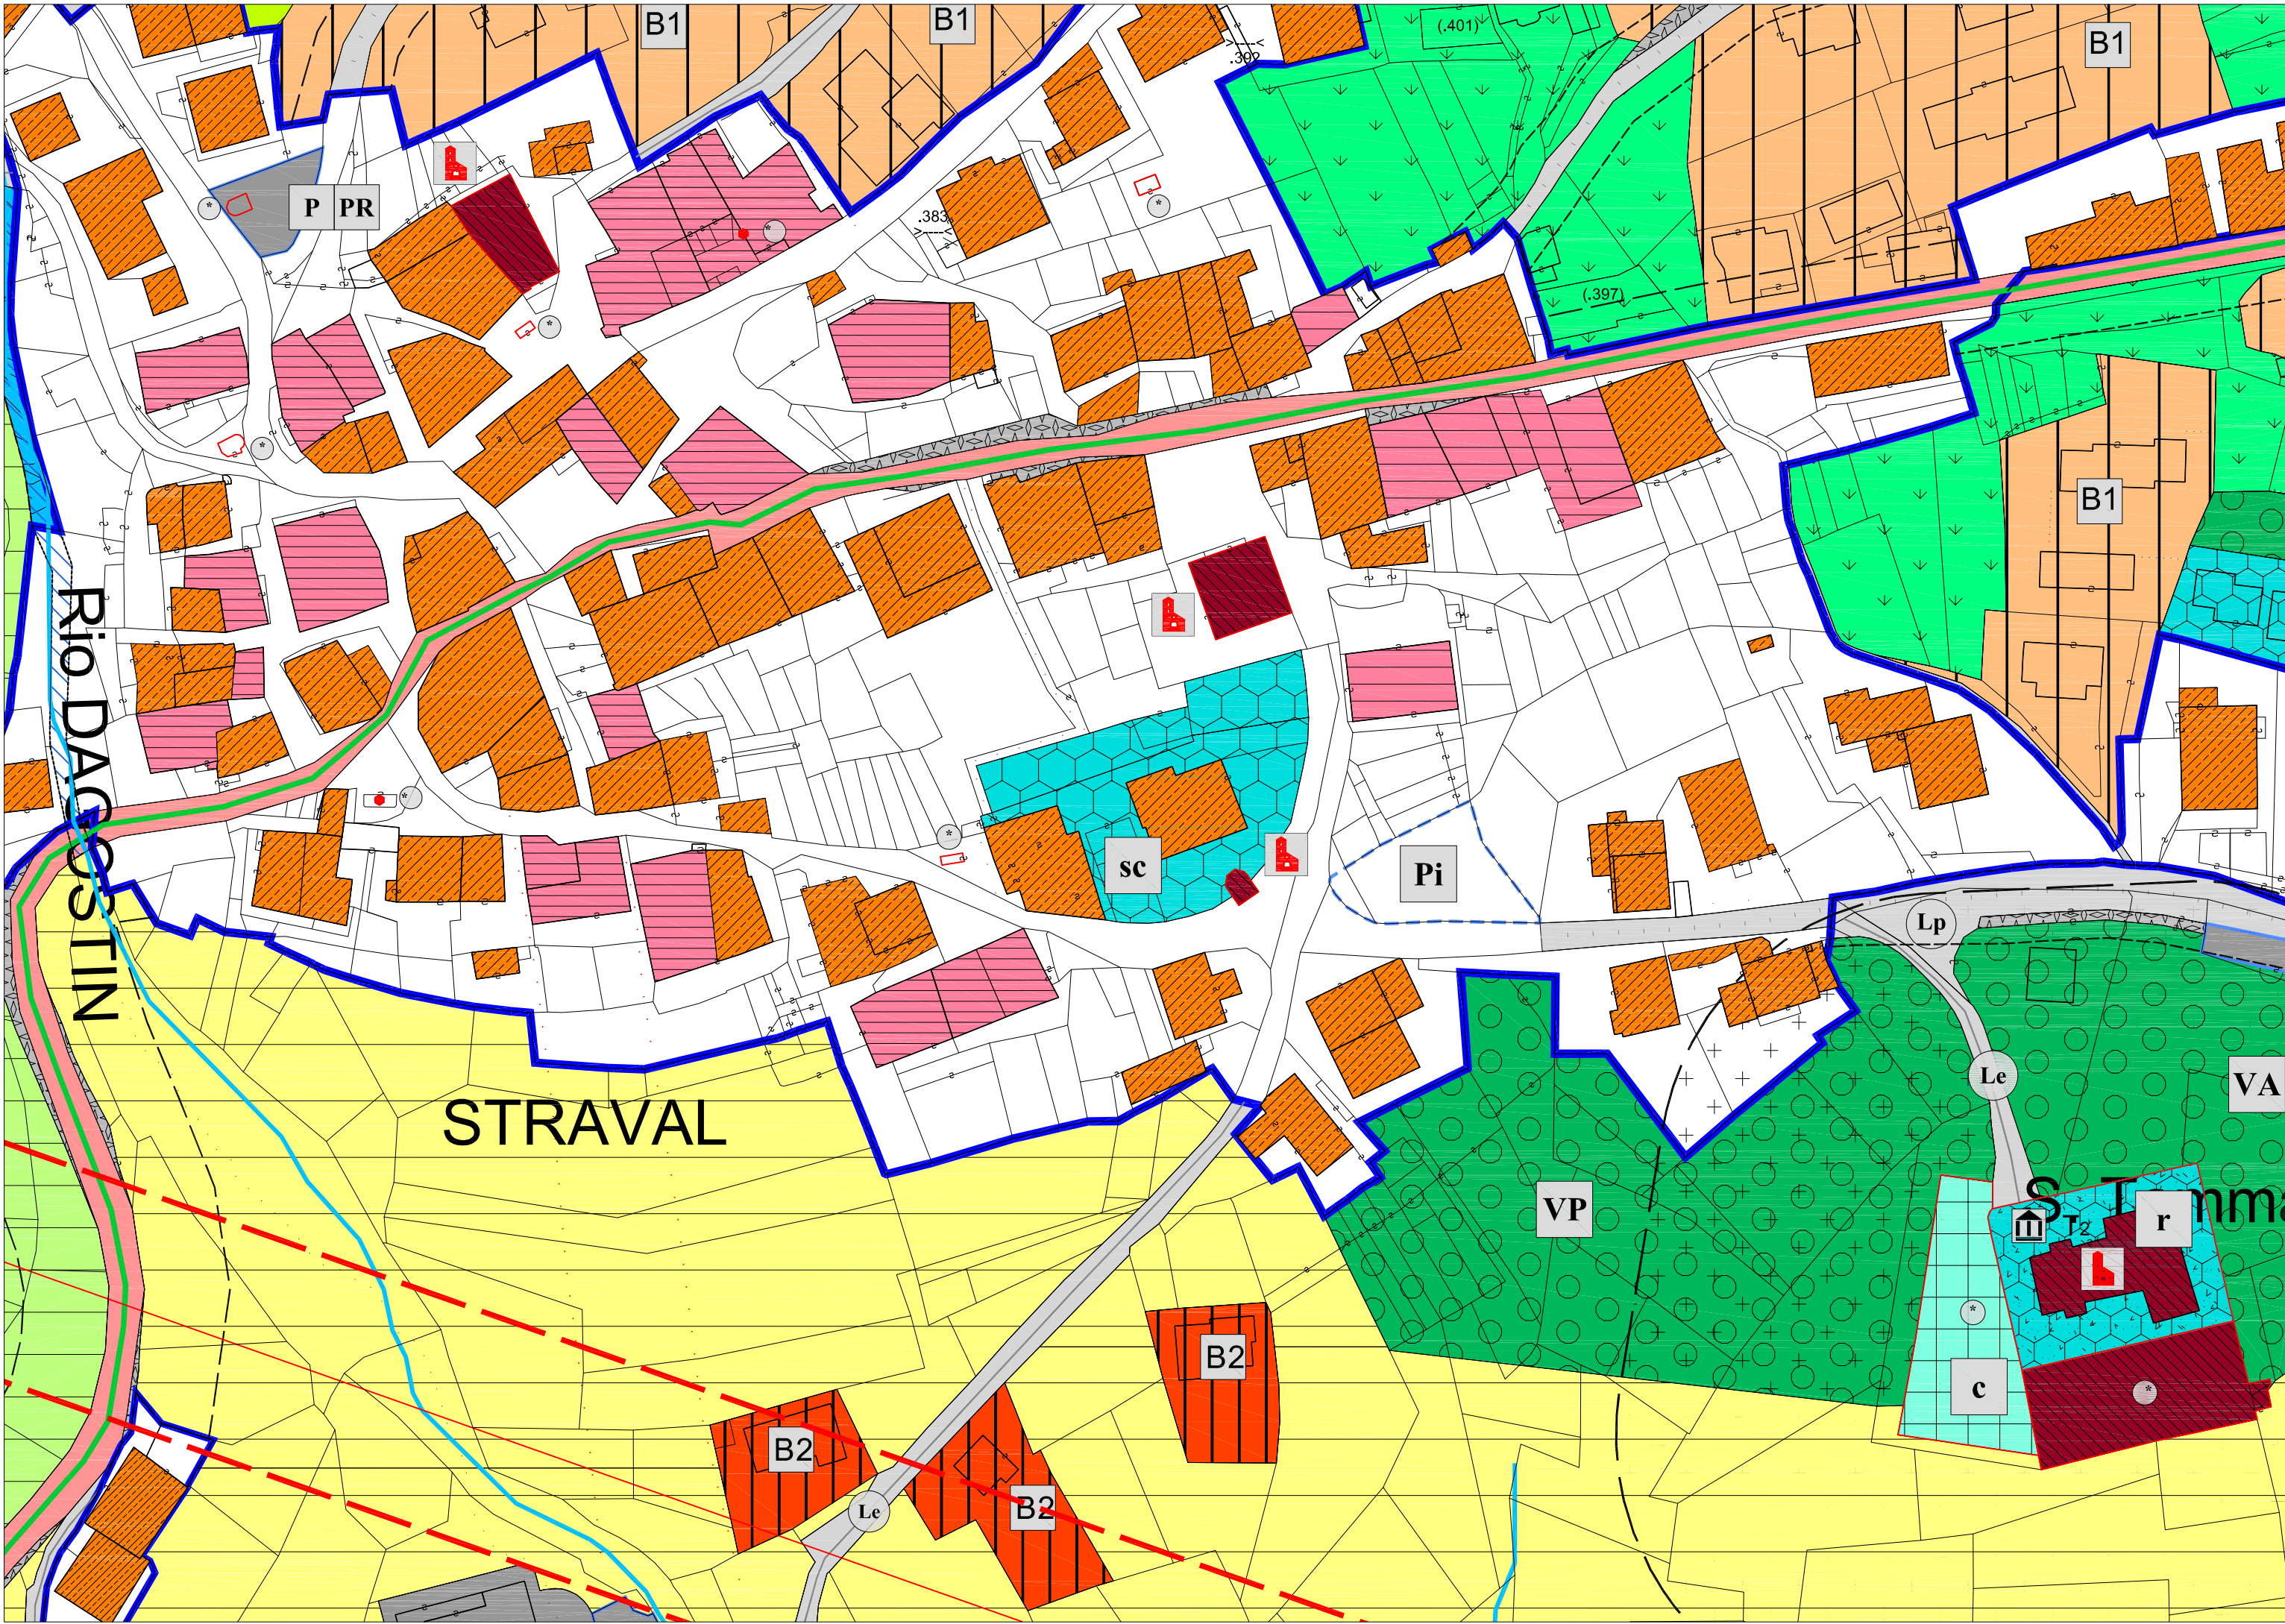 B1
B1
(.401)
.392
B1
P PR
.383
(.397)
B1
Rio DAGOSTIN
sc
Pi
Lp
Le
VA
STRAVAL
VP
T2
r
c
B2
B2
B2
Le